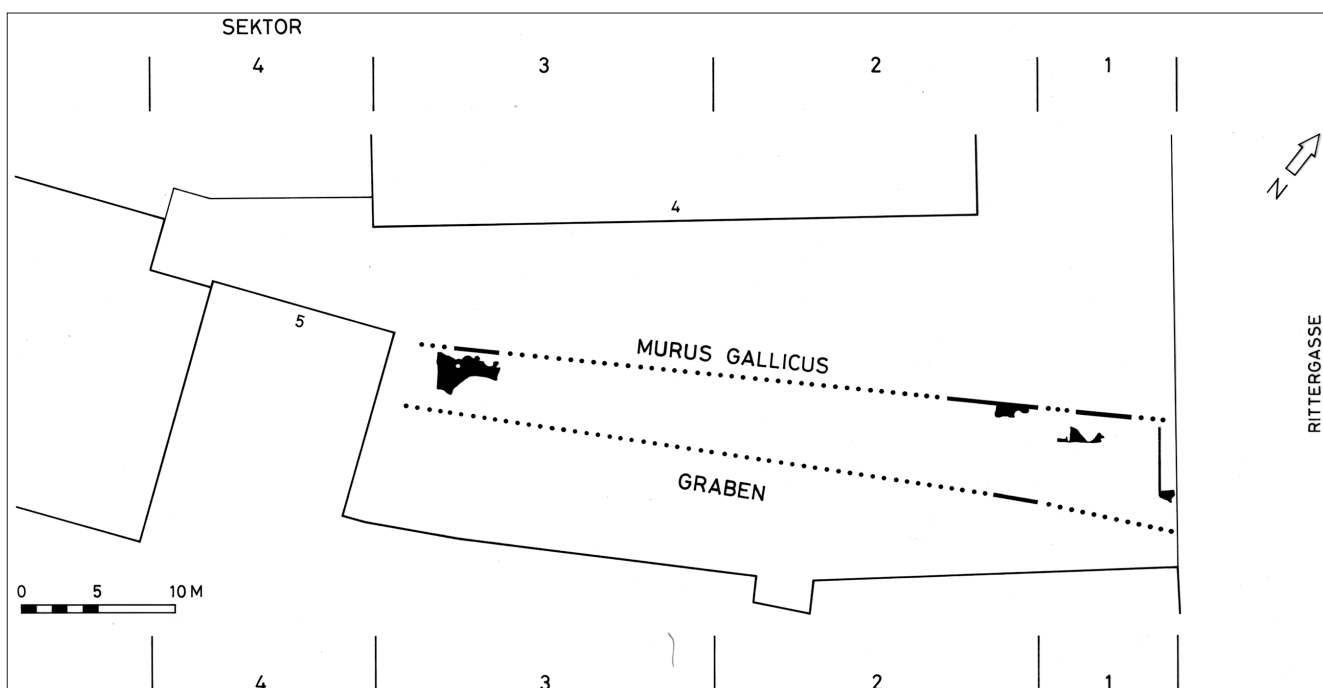 SEKTOR
4 3 2 1
4
N
5
MURUS GALLICUS
RITTERGASSE
GRABEN
0 5 10 M
4 3 2 1